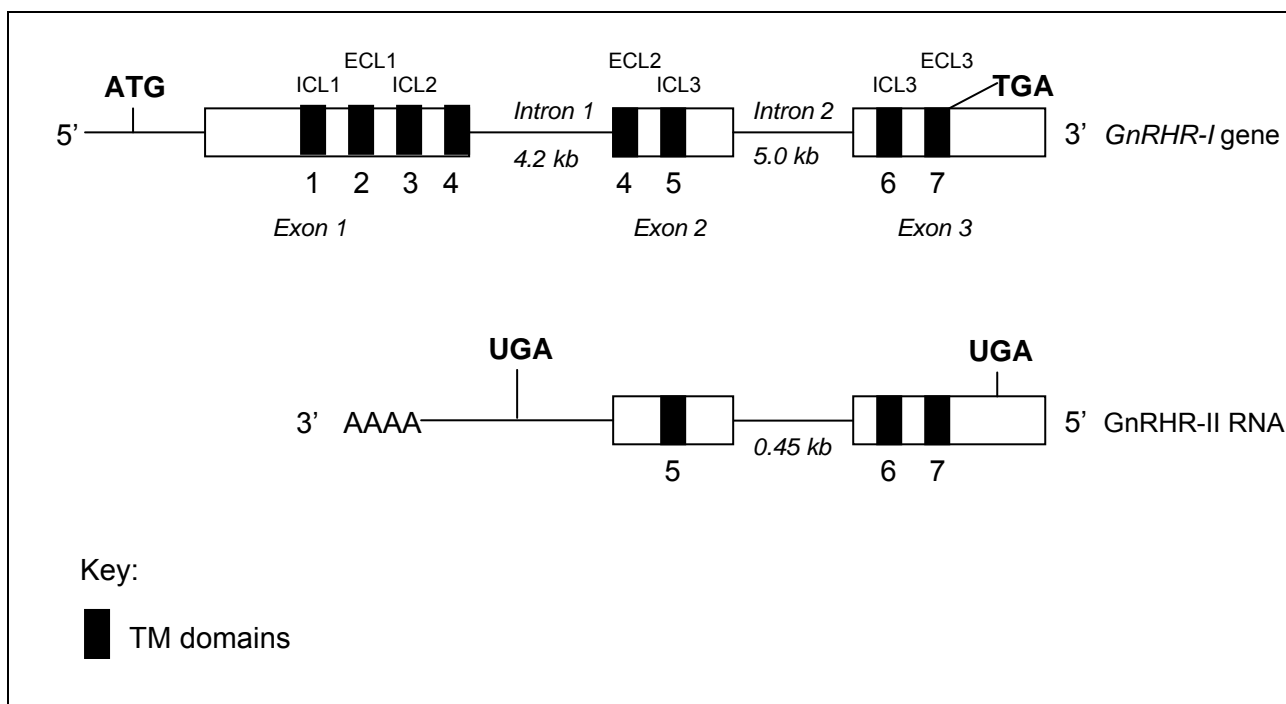 ECL1 ECL2 ECL3
ATG ICL1 ICL2 ICL3 ICL3 TGA
Intron 1 Intron 2
5’ 3’ GnRHR-I gene
4.2 kb 5.0 kb
1 2 3 4 4 5 6 7
Exon 1 Exon 2 Exon 3
UGA UGA
3’ AAAA 5’ GnRHR-II RNA
0.45 kb
5 6 7
Key:
TM domains